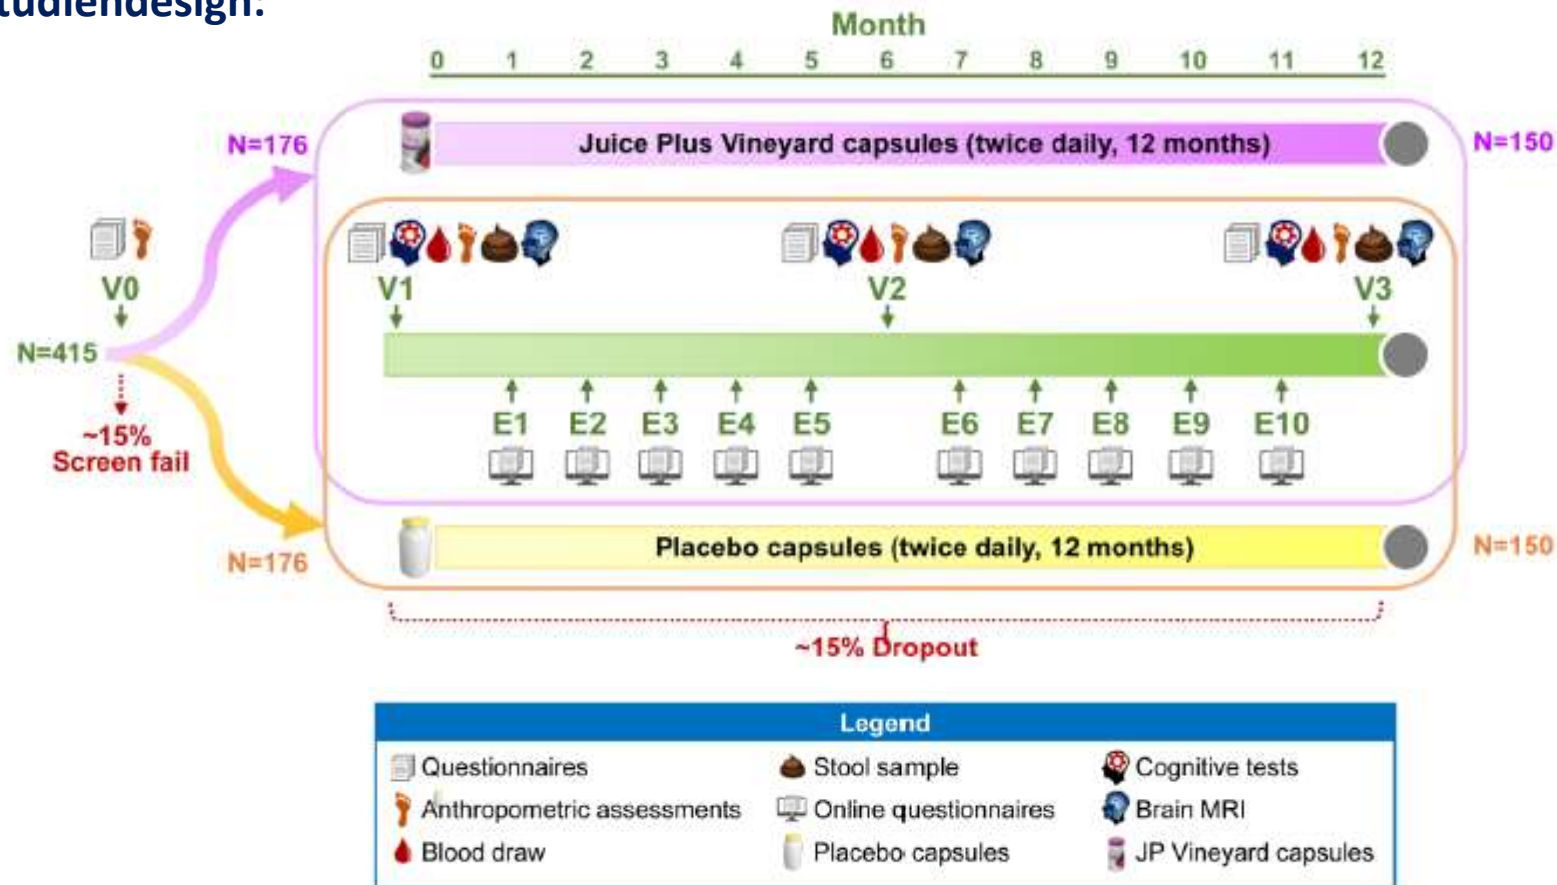 tudiendesign:
Month
0 1 2 3 4 5 6 7 8 9 10 11 12
N=176
Juice Plus Vineyard capsules (twice daily, 12 months)
N=150
V0
V1
V2
V3
N=415
~15%
Screen fail
E1 E2 E3 E4 E5 E6 E7 E8 E9 E10
N=176
Placebo capsules (twice daily, 12 months)
N=150
~15% Dropout
Legend
Questionnaires
Stool sample
Cognitive tests
Anthropometric assessments
Online questionnaires
Brain MRI
Blood draw
Placebo capsules
JP Vineyard capsules